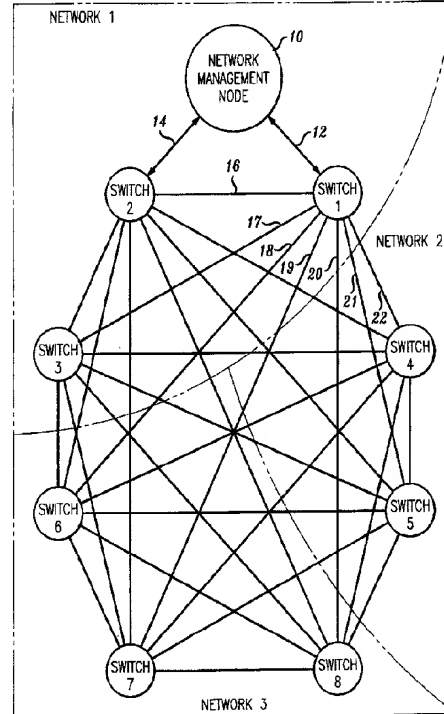 NETWORK 1
10
NETWORK
MANAGEMENT
NODE
14
12
16
SWITCH
2
SWITCH
1
17
18
19
20
NETWORK 2
21
22
SWITCH
3
SWITCH
4
SWITCH
6
SWITCH
5
SWITCH
7
SWITCH
8
NETWORK 3